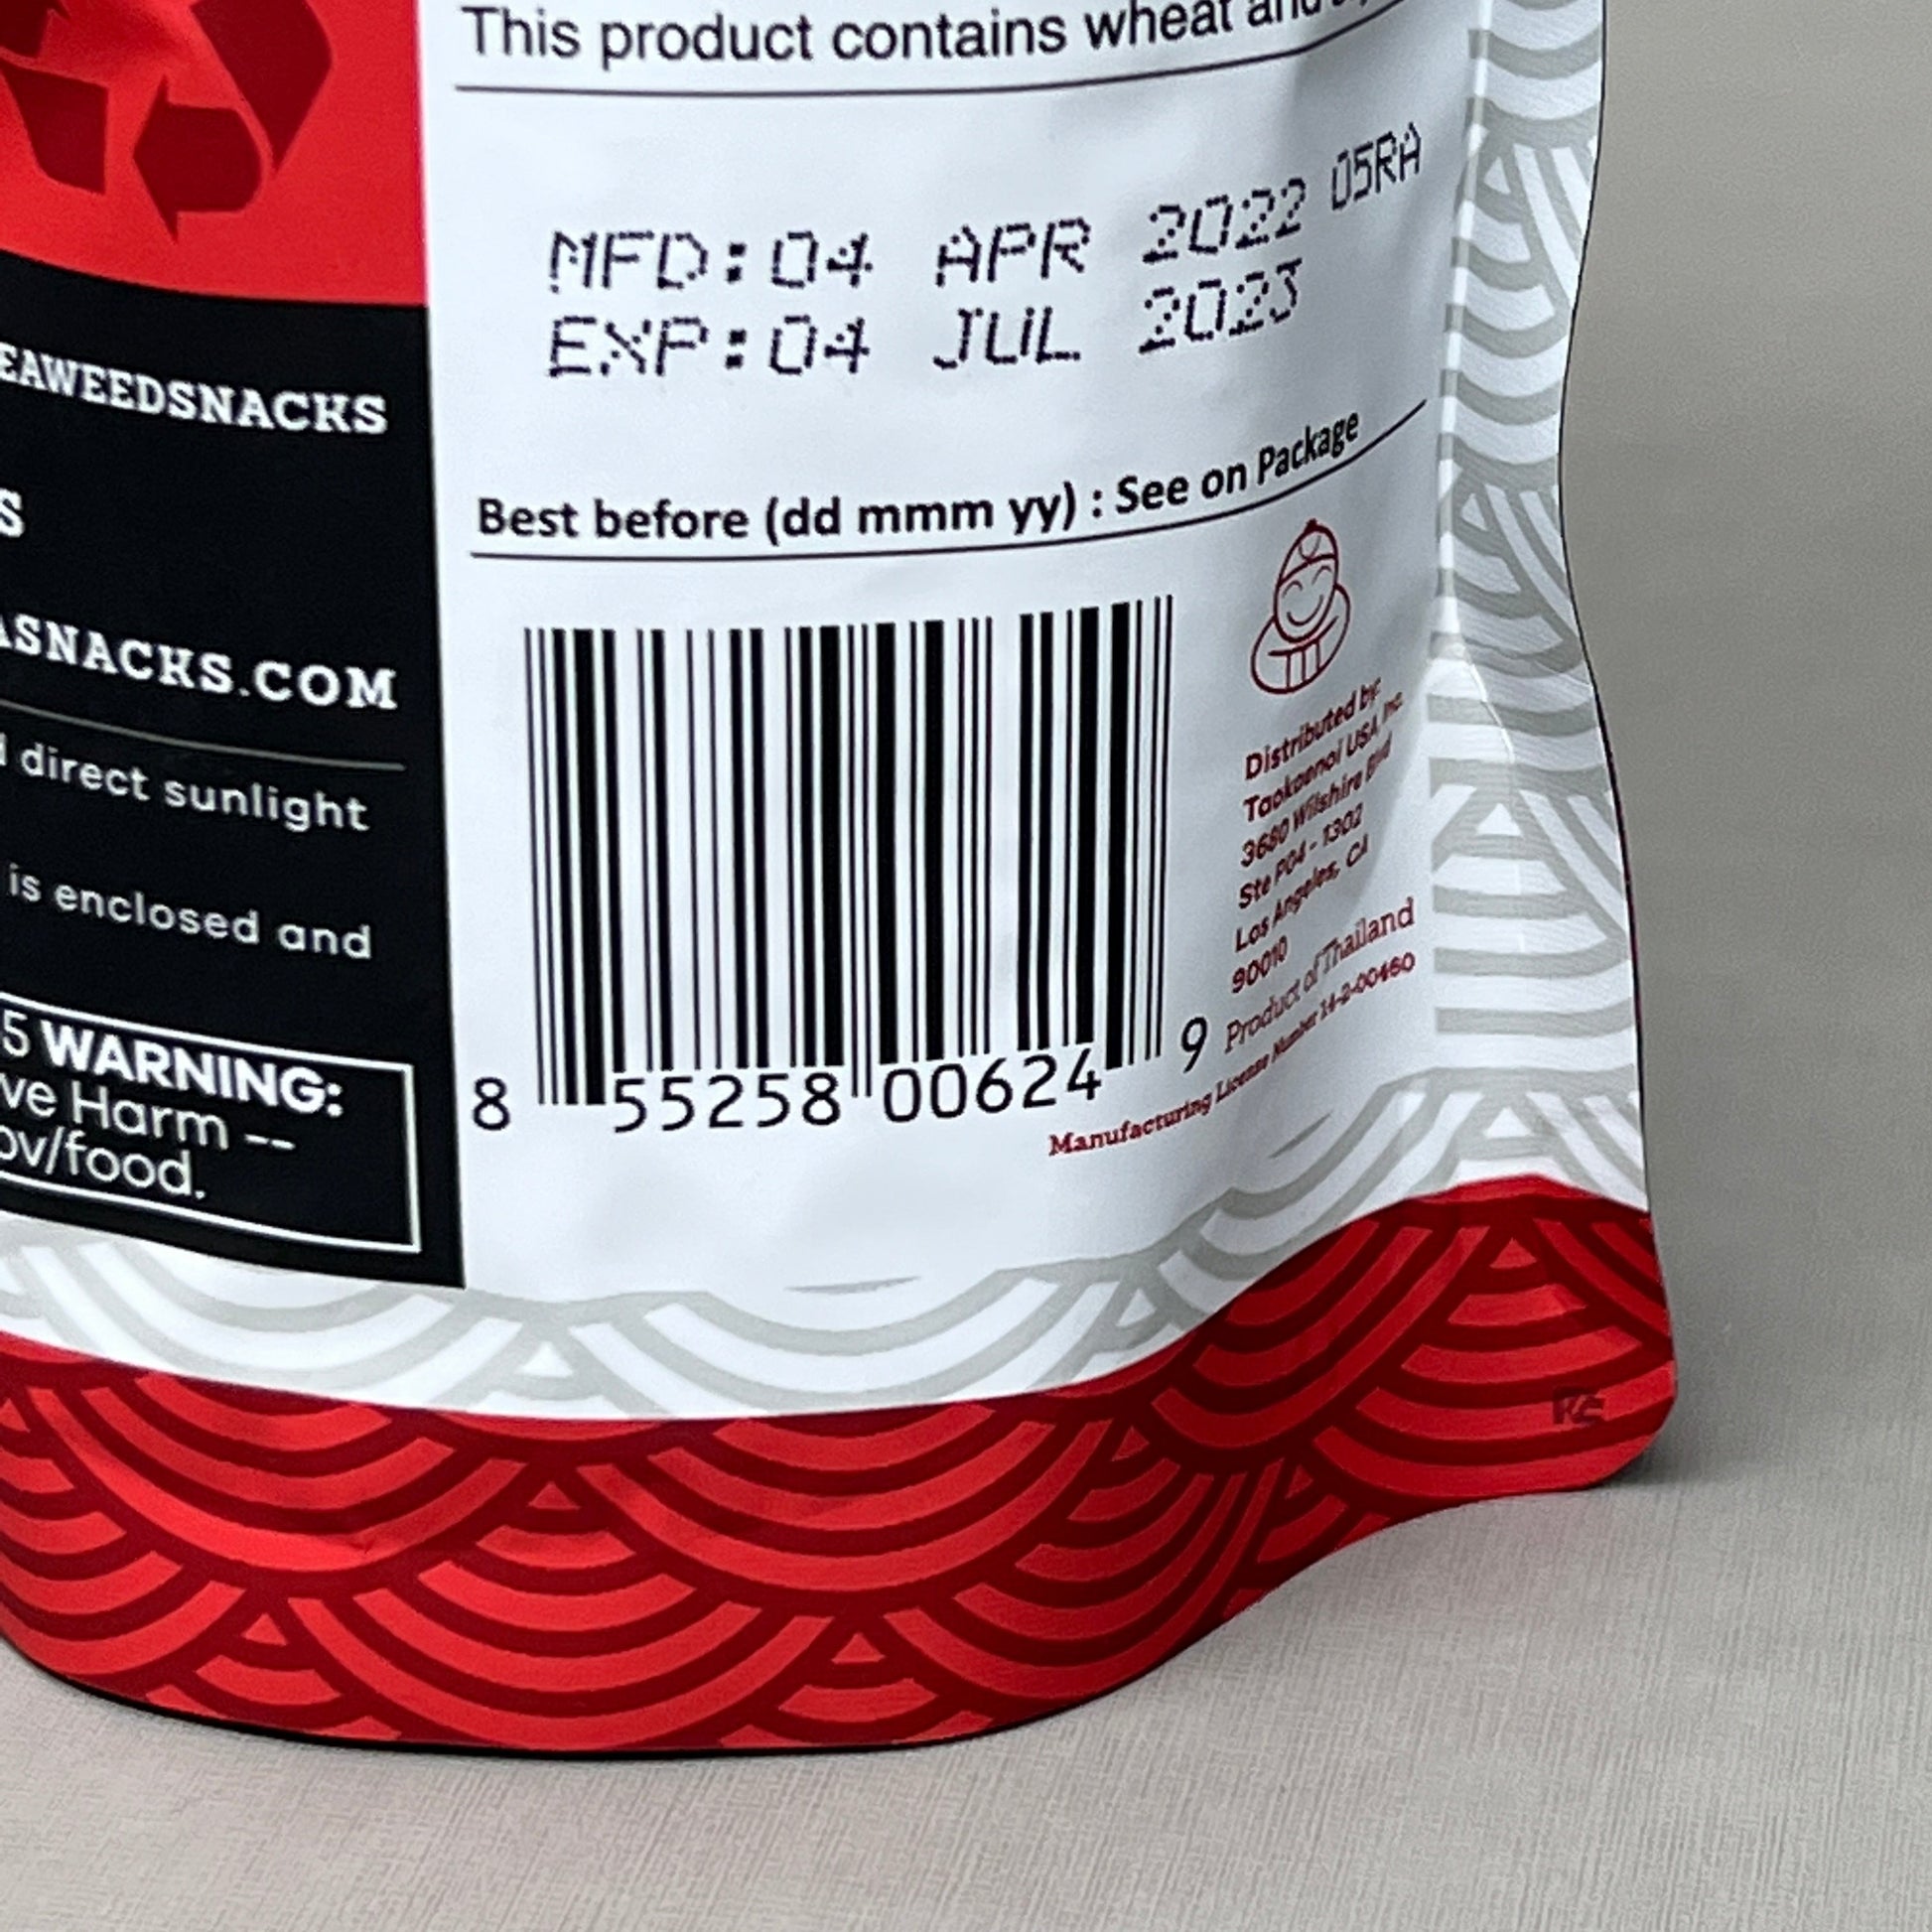 This product contains wheat and
05RA
MFD:04 APR 2022
EXP:04 JUL 2023
Best before (dd mmm yy) : See on Package
EAWEEDSNACKS
S
ASNACKS.COM
direct sunlight
is enclosed and
5 WARNING:
ve Harm --
ov/food.
8 55258 00624 9
Distributed by:
Taokaenoi USA, Inc.
3680 Wilshire Blvd
Ste P04 - 1302
Los Angeles, CA
90010
Product of Thailand
Manufacturing License Number 14-2-00460